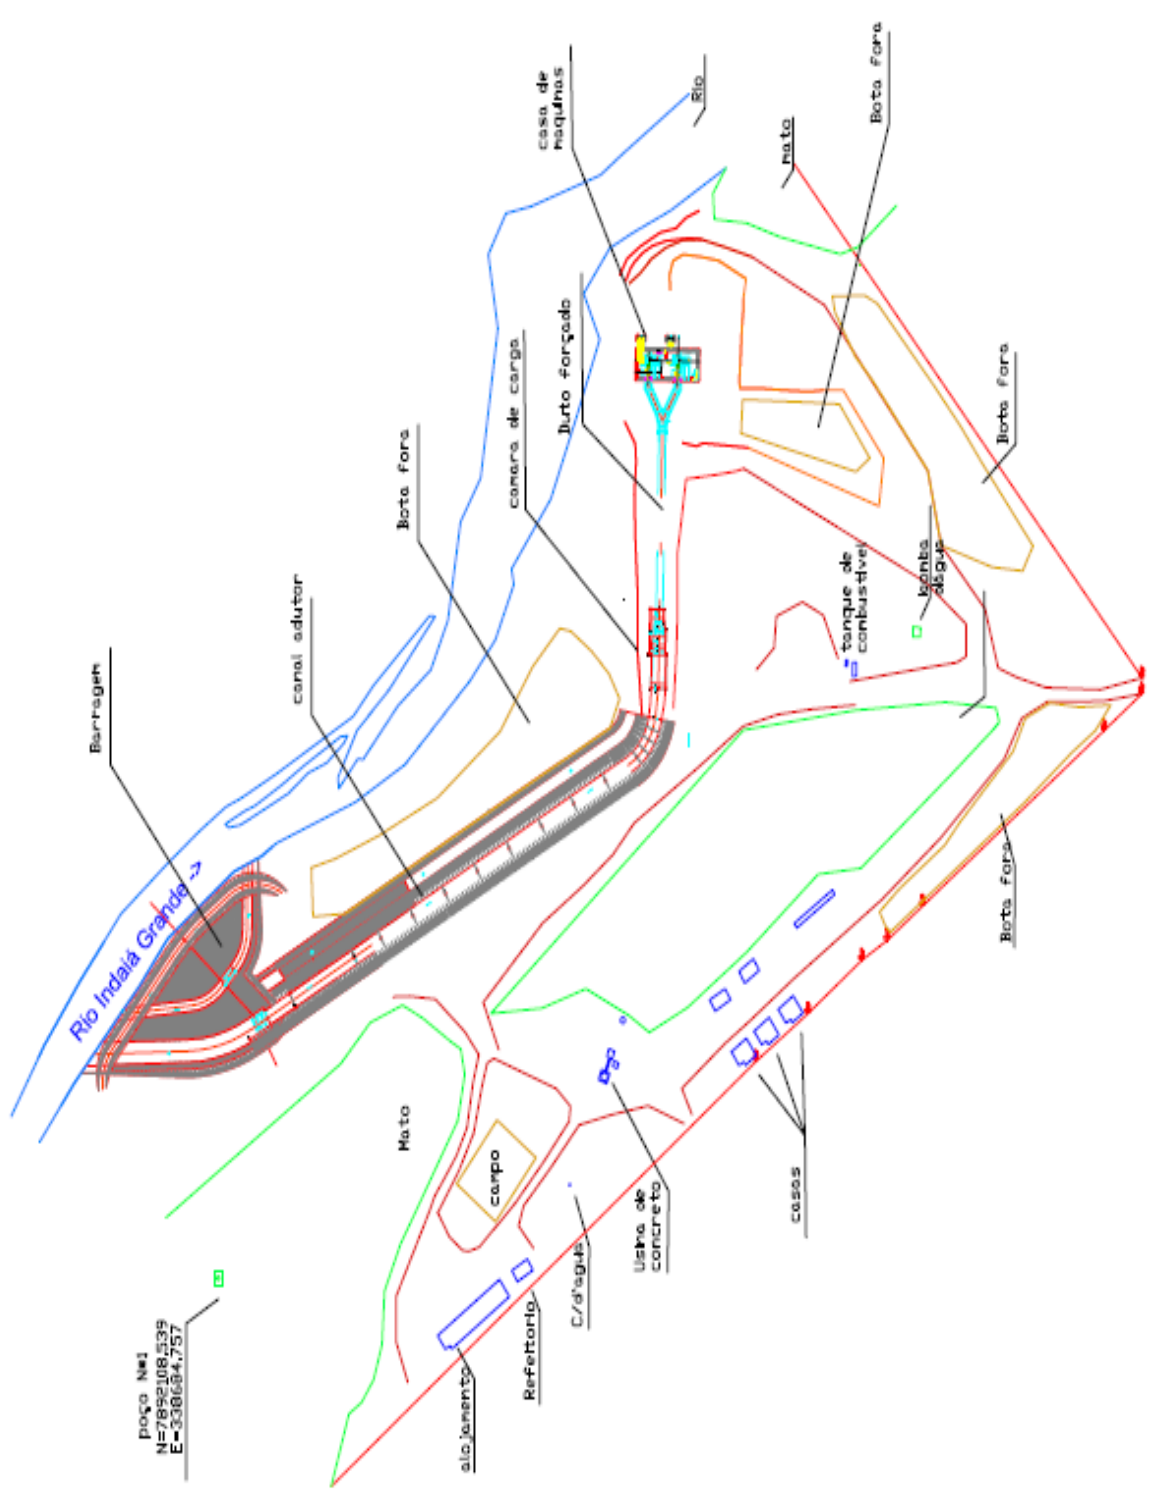 Barragem
Rio Indaiá Grande ->
canal adutor
Bota fora
camara de carga
Duto forçado
casa de
maquinas
Rio
mato
Bota fora
Bota fora
bomba
dágua
tanque de
combustivel
Bota fora
casas
Usina de
concreto
C/d'agua
Refeitorio
alojamento
campo
Mato
poço Nº1
N=7892108,539
E=338684,757